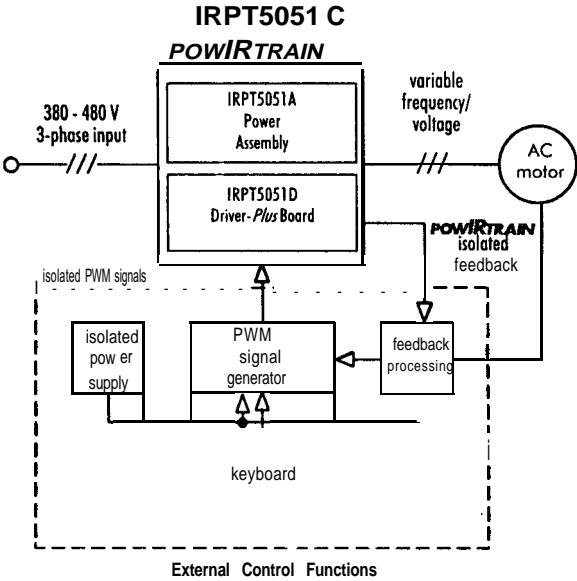 IRPT5051 C
POWIRTRAIN
IRPT5051A
Power
Assembly
380 - 480 V
3-phase input
variable
frequency/
voltage
AC
motor
IRPT5051D
Driver-Plus Board
POWIRTRAIN
isolated
feedback
isolated PWM signals
isolated
pow er
supply
PWM
signal
generator
feedback
processing
keyboard
External Control Functions